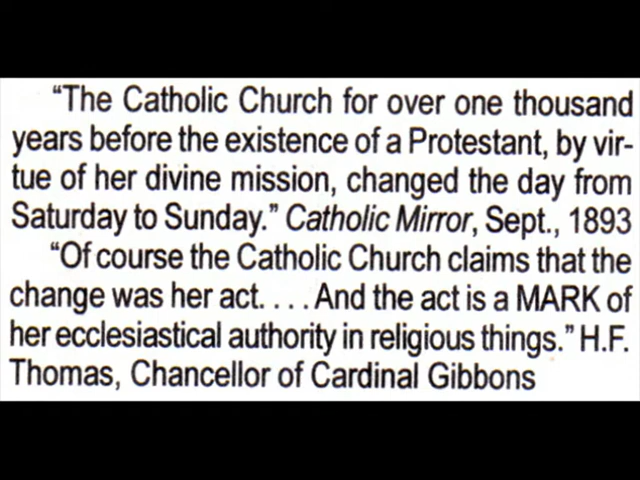 “The Catholic Church for over one thousand
years before the existence of a Protestant, by vir-
tue of her divine mission, changed the day from
Saturday to Sunday.” Catholic Mirror, Sept., 1893
“Of course the Catholic Church claims that the
change was her act. . . . And the act is a MARK of
her ecclesiastical authority in religious things.” H.F.
Thomas, Chancellor of Cardinal Gibbons